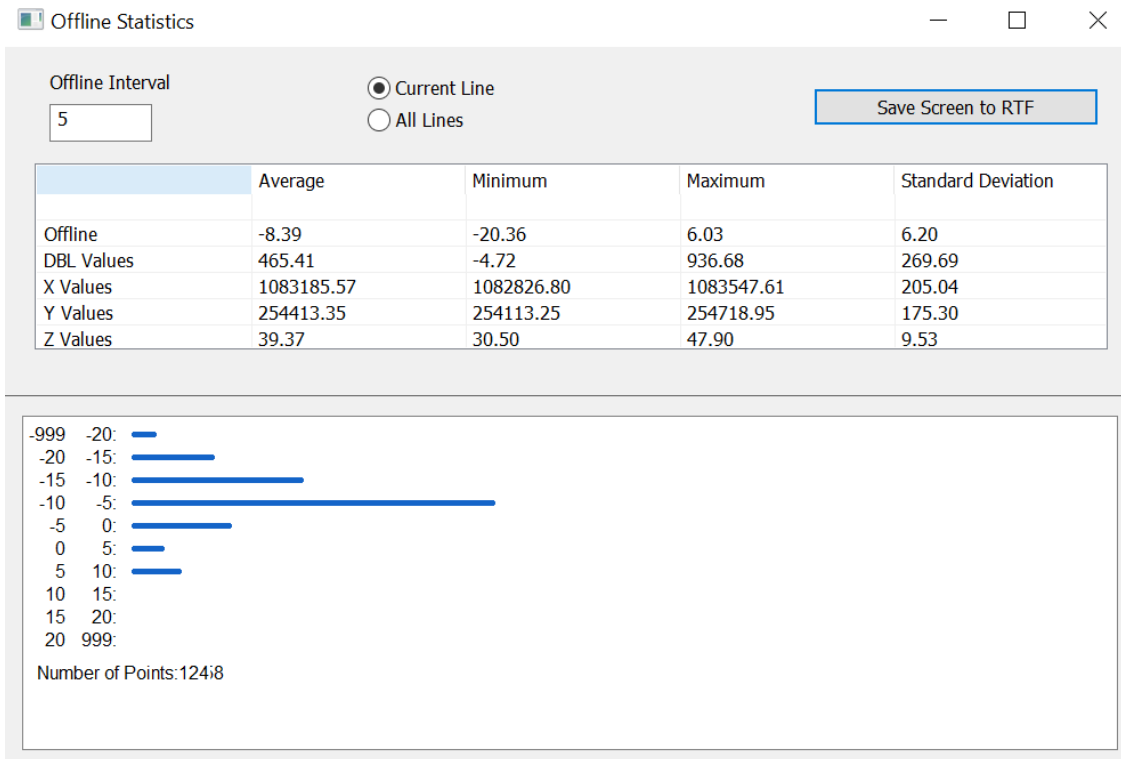 Offline Statistics
Offline Interval
5
Current Line
All Lines
Save Screen to RTF
Average Minimum Maximum Standard Deviation
Offline -8.39 -20.36 6.03 6.20
DBL Values 465.41 -4.72 936.68 269.69
X Values 1083185.57 1082826.80 1083547.61 205.04
Y Values 254413.35 254113.25 254718.95 175.30
Z Values 39.37 30.50 47.90 9.53
-999 -20:
-20 -15:
-15 -10:
-10 -5:
-5 0:
0 5:
5 10:
10 15:
15 20:
20 999:
Number of Points: